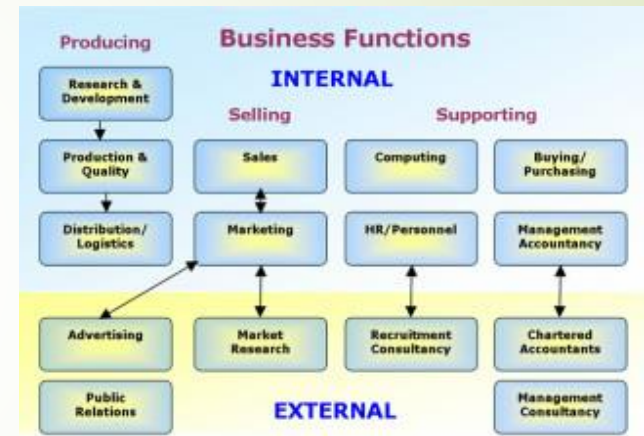 Producing
Business Functions
INTERNAL
Research &
Development
Selling
Supporting
Production &
Quality
Sales
Computing
Buying/
Purchasing
Distribution/
Logistics
Marketing
HR/Personnel
Management
Accountancy
Advertising
Market
Research
Recruitment
Consultancy
Chartered
Accountants
Public
Relations
EXTERNAL
Management
Consultancy